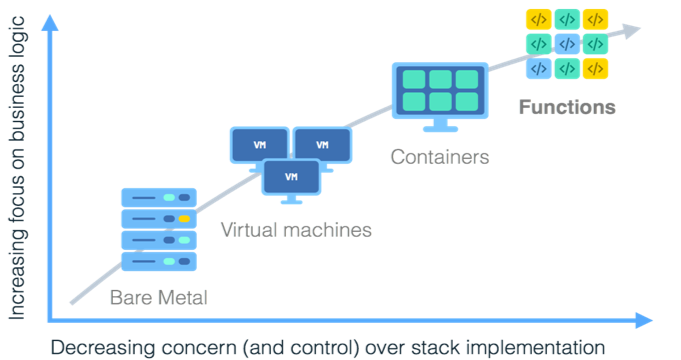 Increasing focus on business logic
</>
</>
</>
</>
</>
</>
</>
</>
</>
Functions
Containers
VM
VM
VM
Virtual machines
Bare Metal
Decreasing concern (and control) over stack implementation